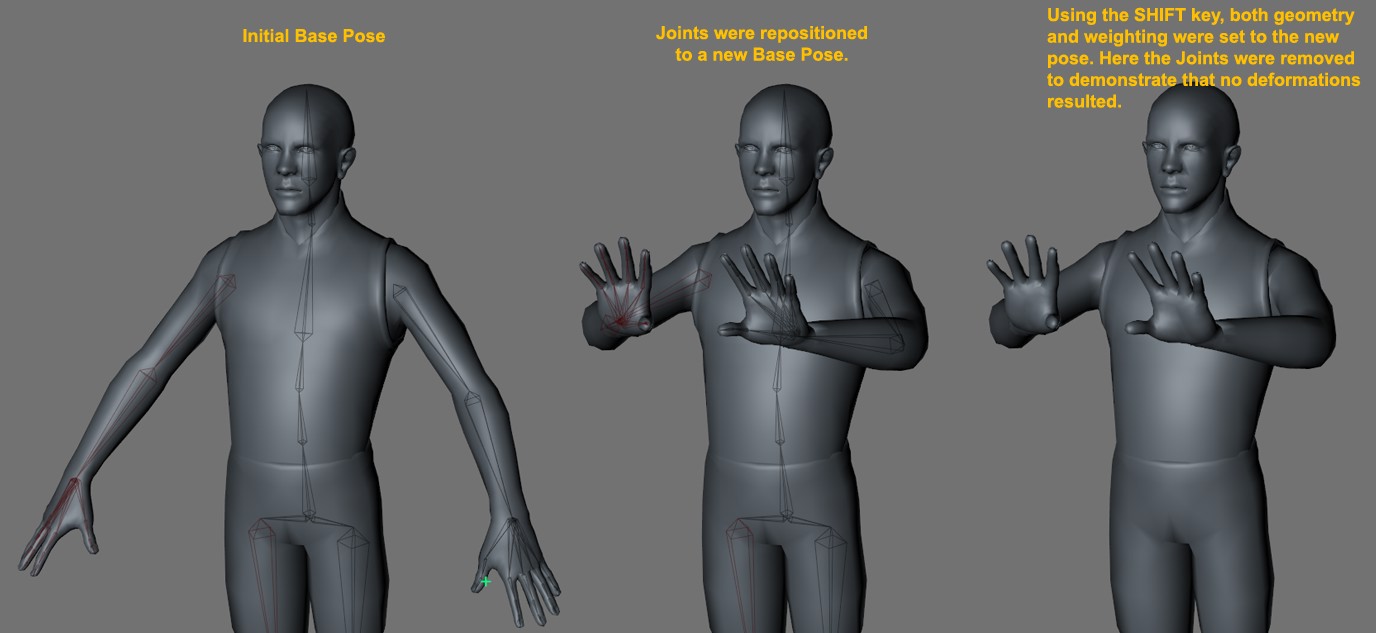 Initial Base Pose
Joints were repositioned
to a new Base Pose.
Using the SHIFT key, both geometry
and weighting were set to the new
pose. Here the Joints were removed
to demonstrate that no deformations
resulted.